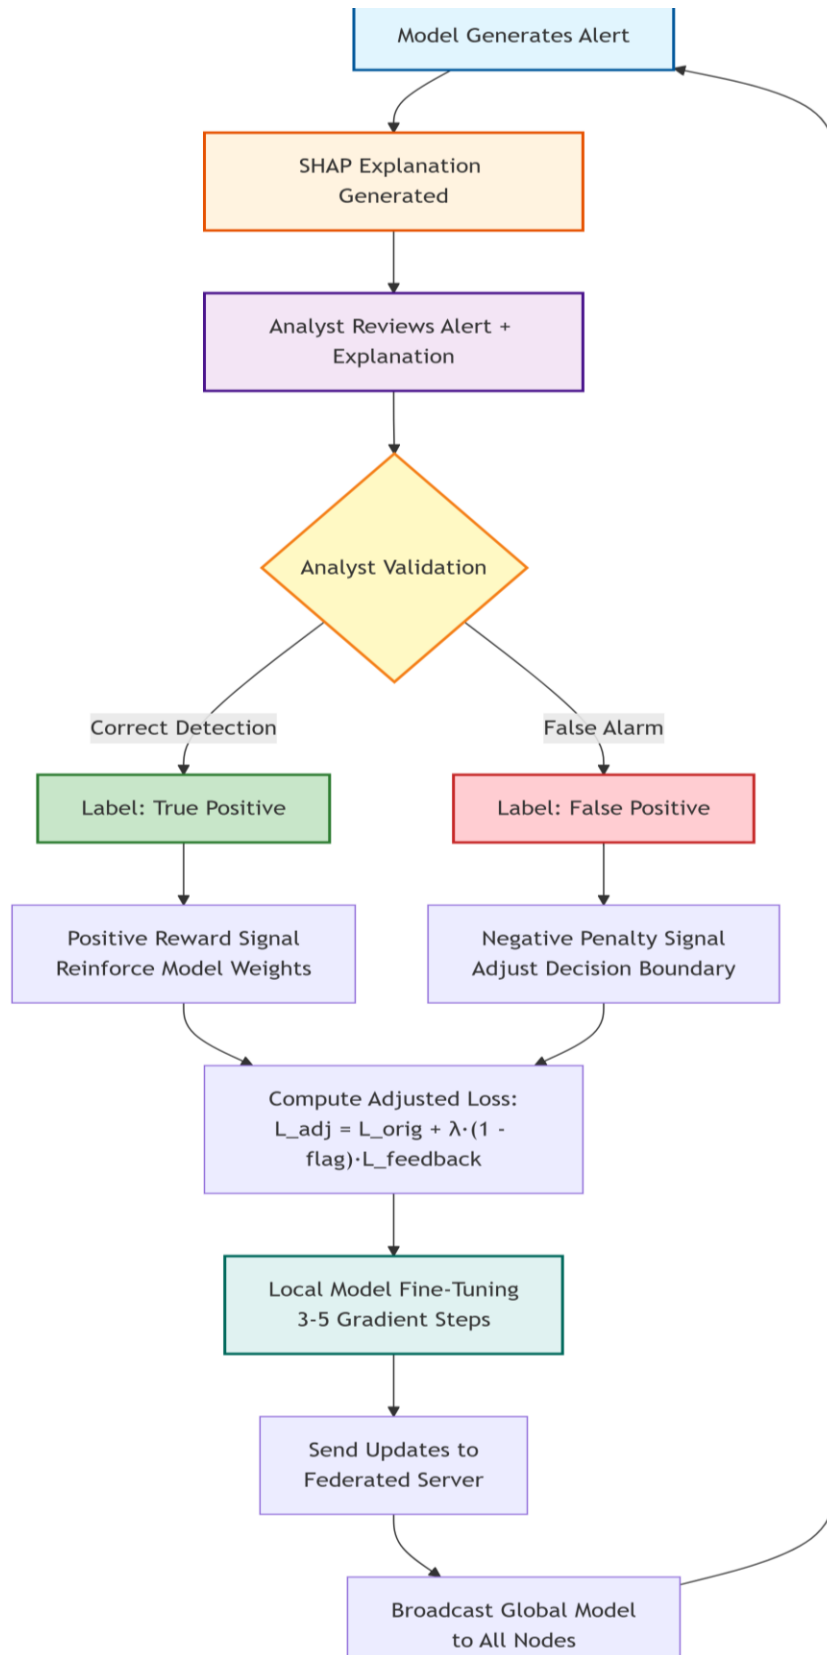 Model Generates Alert
SHAP Explanation
Generated
Analyst Reviews Alert +
Explanation
Analyst Validation
Correct Detection
False Alarm
Label: True Positive
Label: False Positive
Positive Reward Signal
Reinforce Model Weights
Negative Penalty Signal
Adjust Decision Boundary
Compute Adjusted Loss:
L_adj = L_orig + λ·(1 -
flag)·L_feedback
Local Model Fine-Tuning
3-5 Gradient Steps
Send Updates to
Federated Server
Broadcast Global Model
to All Nodes